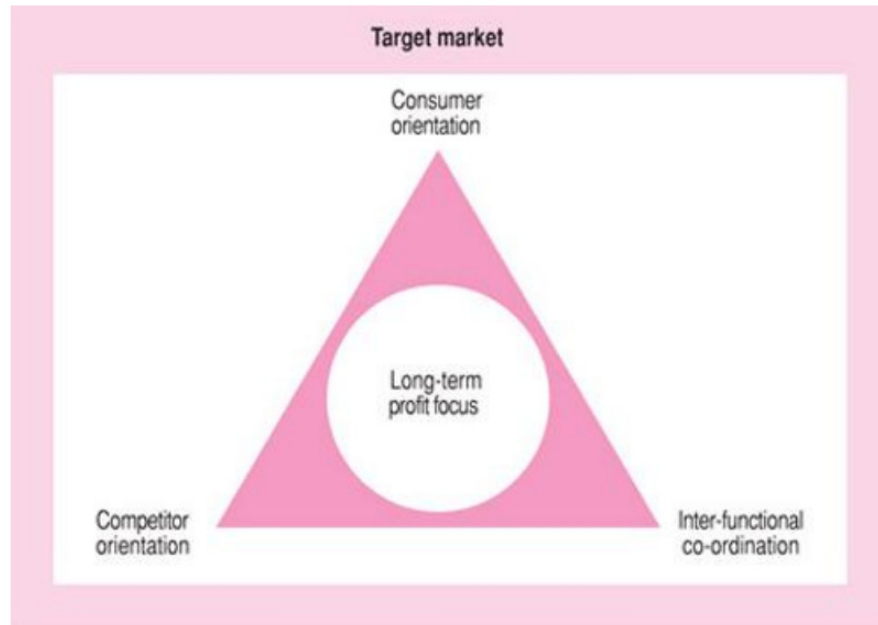 Target market
Consumer
orientation
Long-term
profit focus
Competitor
orientation
Inter-functional
co-ordination